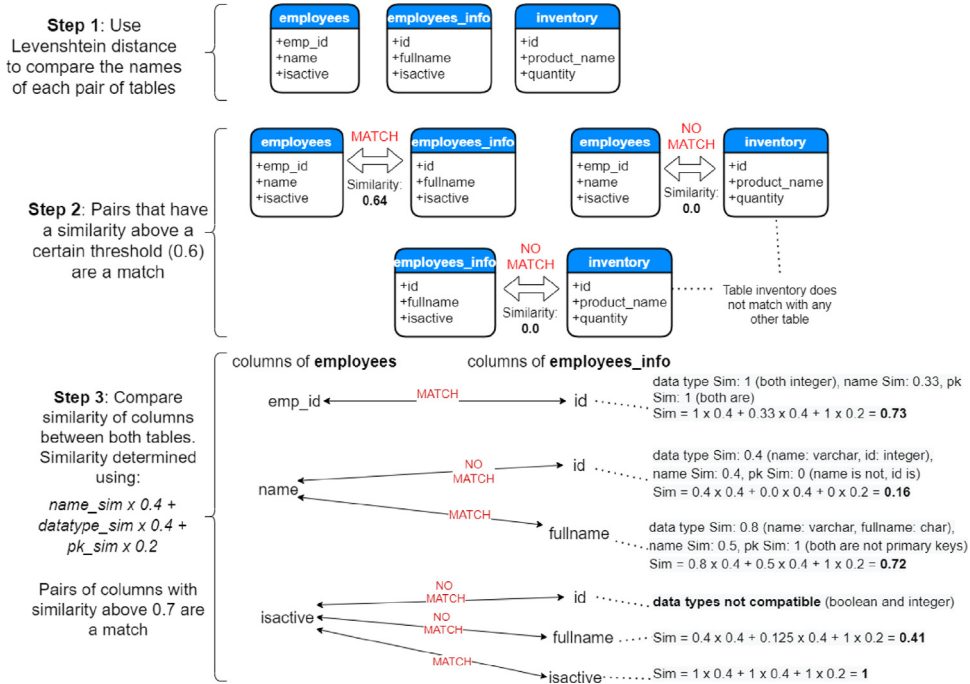 Step 1: Use
Levenshtein distance
to compare the names
of each pair of tables
employees
+emp_id
+name
+isactive
employees_info
+id
+fullname
+isactive
inventory
+id
+product_name
+quantity
Step 2: Pairs that have
a similarity above a
certain threshold (0.6)
are a match
employees
+emp_id
+name
+isactive
MATCH
Similarity:
0.64
employees_info
+id
+fullname
+isactive
employees
+emp_id
+name
+isactive
NO
MATCH
Similarity:
0.0
inventory
+id
+product_name
+quantity
employees_info
+id
+fullname
+isactive
NO
MATCH
Similarity:
0.0
inventory
+id
+product_name
+quantity
Table inventory does
not match with any
other table
Step 3: Compare
similarity of columns
between both tables.
Similarity determined
using:
name_sim x 0.4 +
datatype_sim x 0.4 +
pk_sim x 0.2
Pairs of columns with
similarity above 0.7 are
a match
columns of employees
columns of employees_info
emp_id
MATCH
id
data type Sim: 1 (both integer), name Sim: 0.33, pk
Sim: 1 (both are)
Sim = 1 x 0.4 + 0.33 x 0.4 + 1 x 0.2 = 0.73
name
NO
MATCH
id
data type Sim: 0.4 (name: varchar, id: integer),
name Sim: 0.4, pk Sim: 0 (name is not, id is)
Sim = 0.4 x 0.4 + 0.0 x 0.4 + 0 x 0.2 = 0.16
MATCH
fullname
data type Sim: 0.8 (name: varchar, fullname: char),
name Sim: 0.5, pk Sim: 1 (both are not primary keys)
Sim = 0.8 x 0.4 + 0.5 x 0.4 + 1 x 0.2 = 0.72
isactive
NO
MATCH
id
data types not compatible (boolean and integer)
NO
MATCH
fullname
Sim = 0.4 x 0.4 + 0.125 x 0.4 + 1 x 0.2 = 0.41
MATCH
isactive
Sim = 1 x 0.4 + 1 x 0.4 + 1 x 0.2 = 1